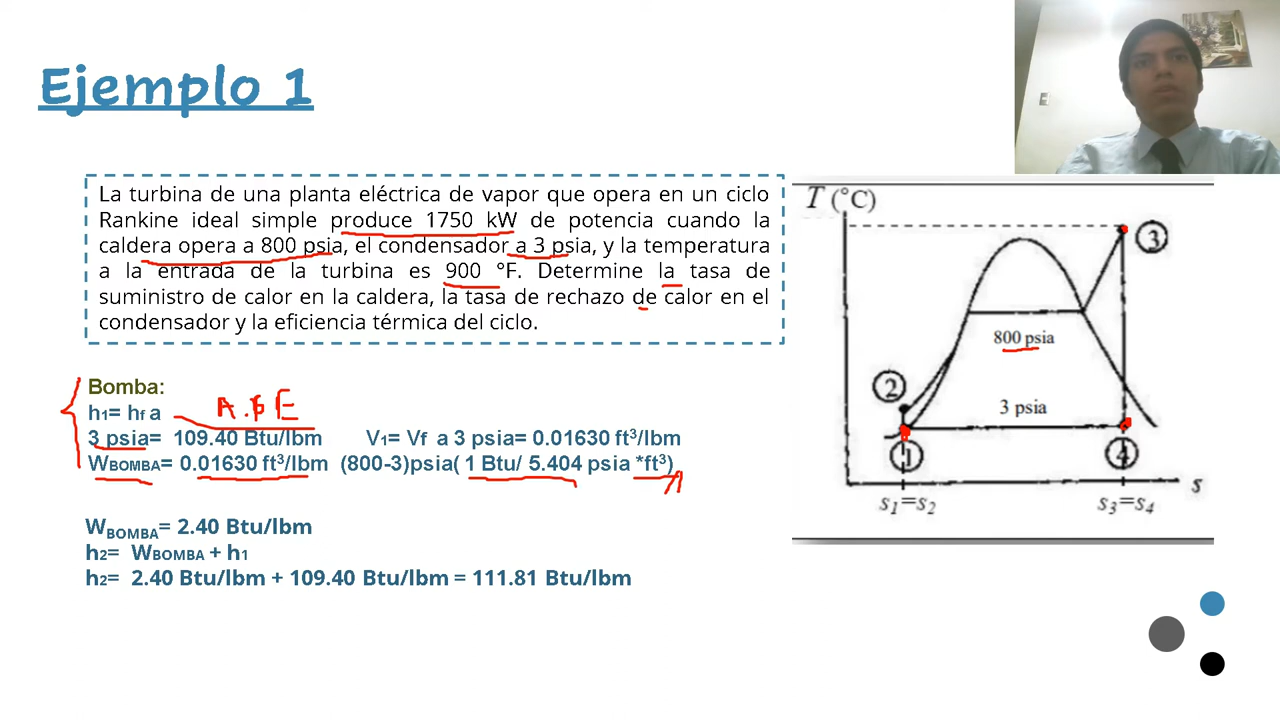 Ejemplo 1
La turbina de una planta eléctrica de vapor que opera en un ciclo
Rankine ideal simple produce 1750 kW de potencia cuando la
caldera opera a 800 psia, el condensador a 3 psia, y la temperatura
a la entrada de la turbina es 900 °F. Determine la tasa de
suministro de calor en la caldera, la tasa de rechazo de calor en el
condensador y la eficiencia térmica del ciclo.
Bomba:
h1= hf a
3 psia= 109.40 Btu/lbm V1= Vf a 3 psia= 0.01630 ft³/lbm
WBOMBA= 0.01630 ft³/lbm (800-3)psia( 1 Btu/ 5.404 psia *ft³)
WBOMBA= 2.40 Btu/lbm
h2= WBOMBA + h1
h2= 2.40 Btu/lbm + 109.40 Btu/lbm = 111.81 Btu/lbm
T (°C)
3
800 psia
2
3 psia
1
4
s
s1=s2
s3=s4